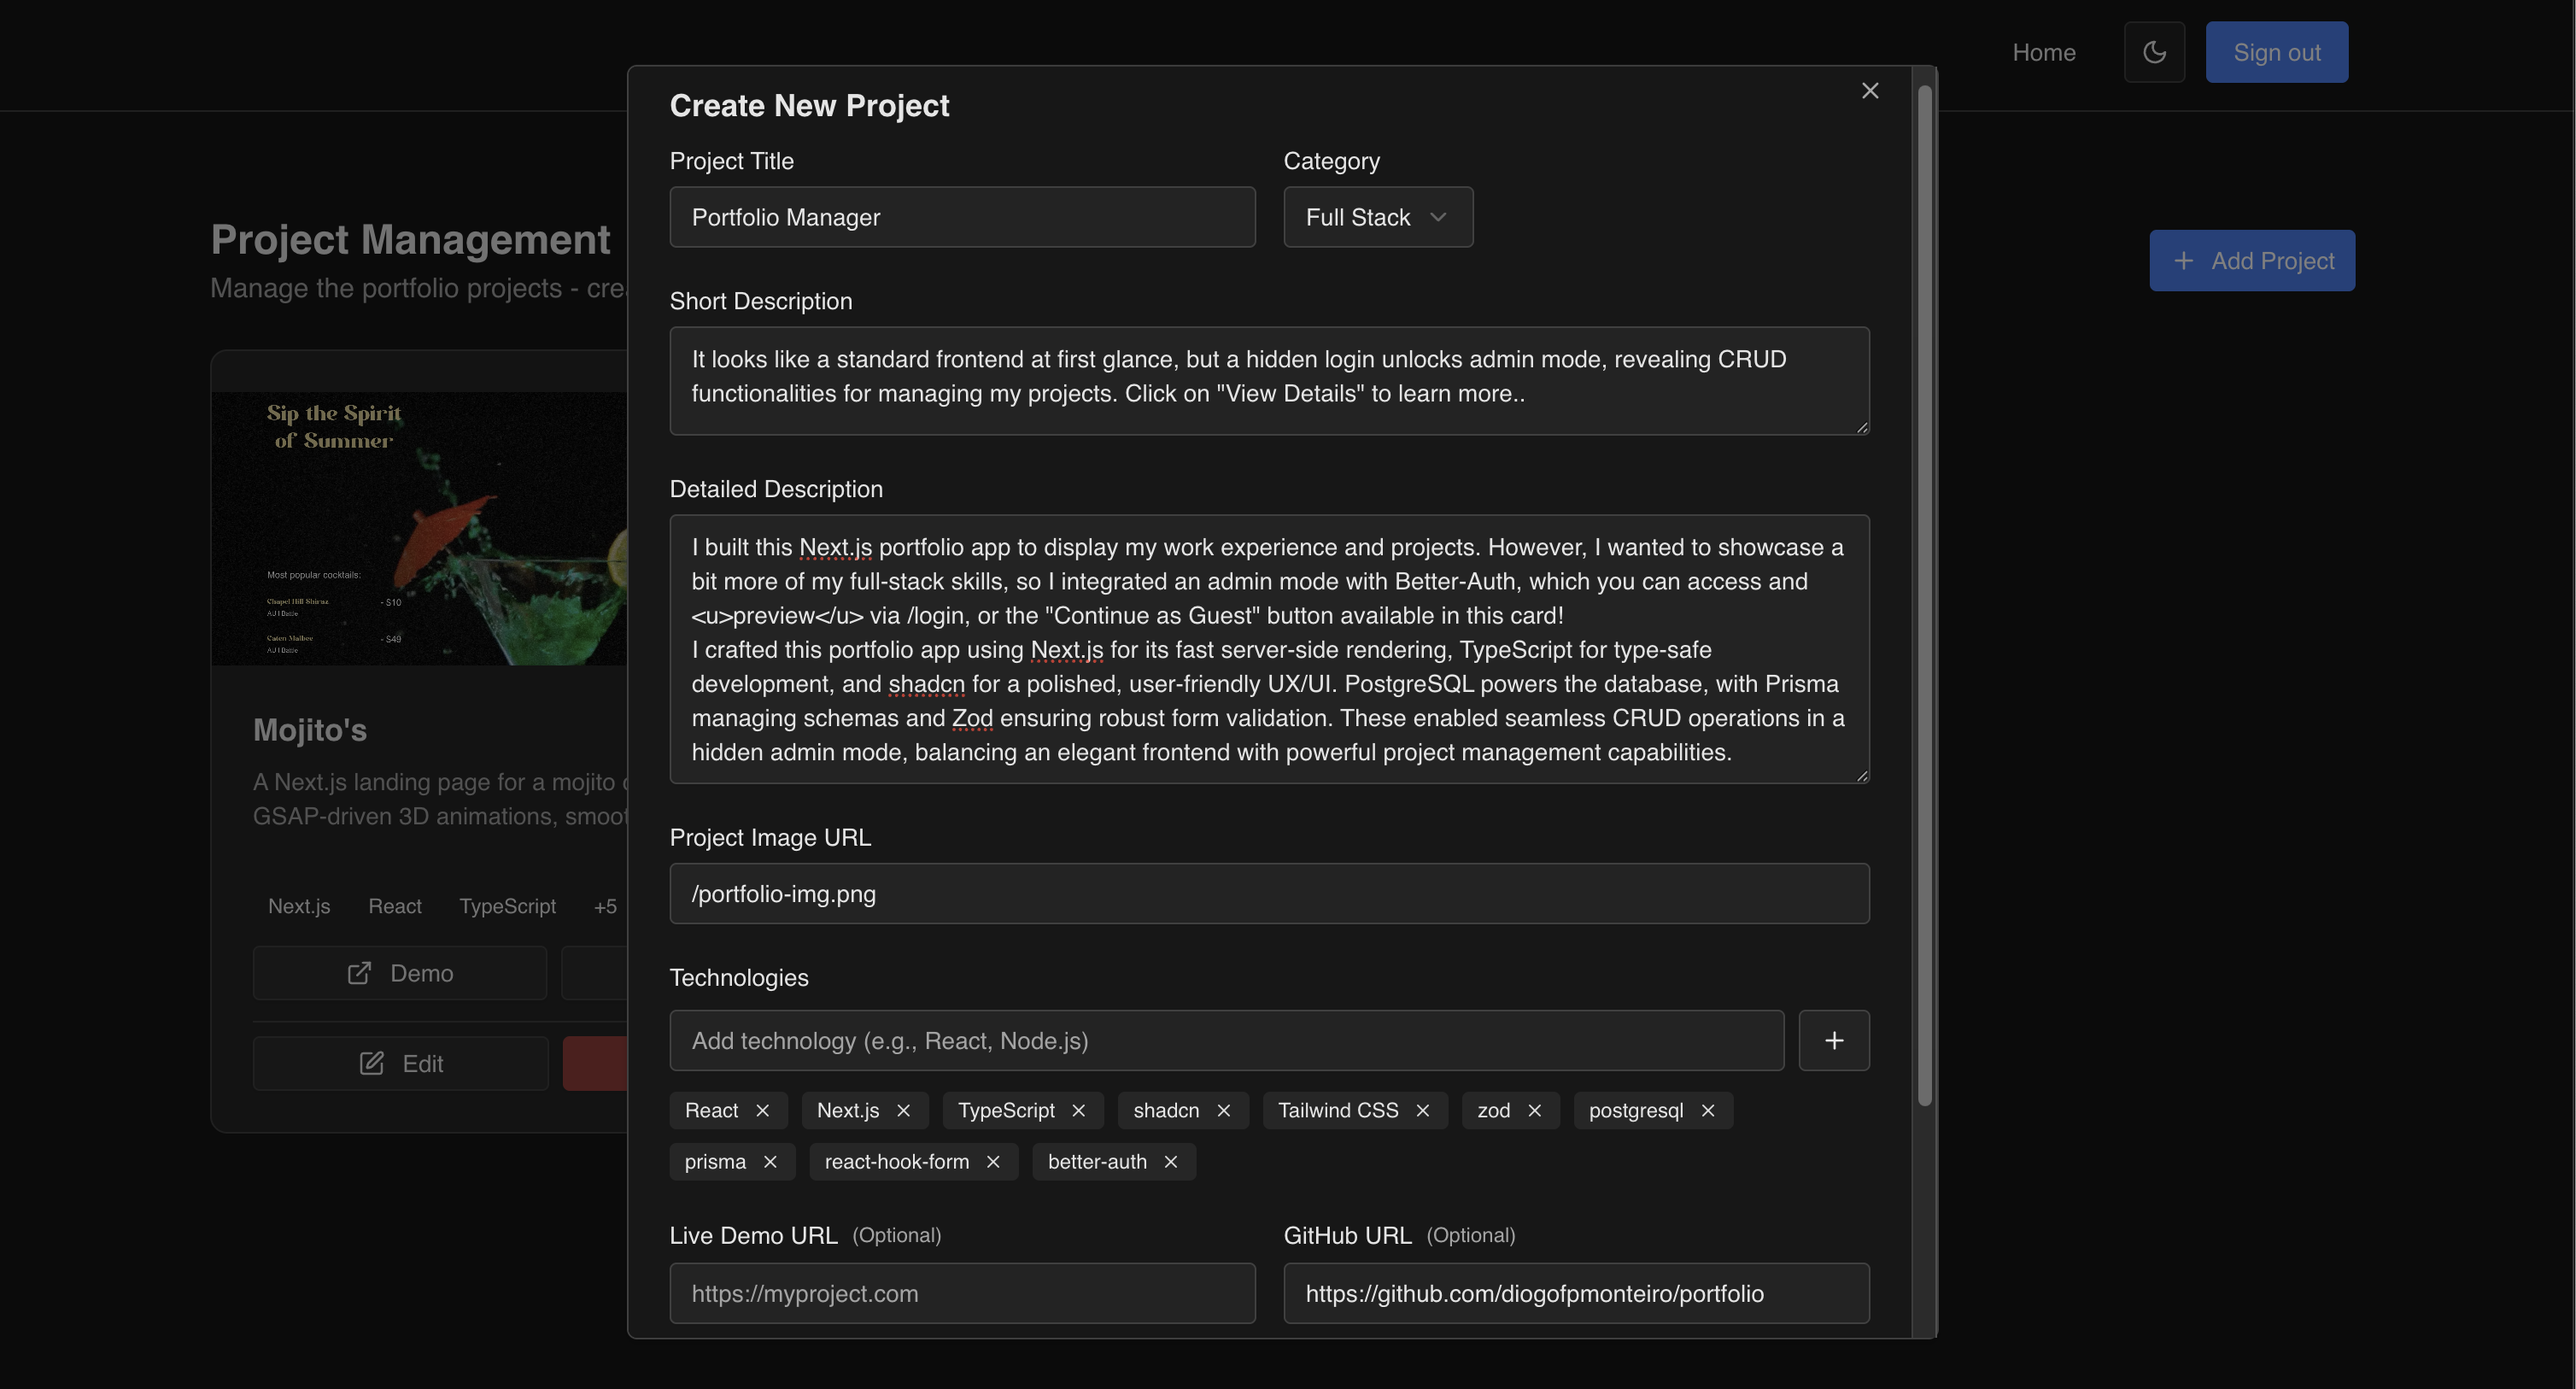 Home
Sign out
Create New Project
Project Title
Category
Portfolio Manager
Full Stack
Project Management
Manage the portfolio projects - crea
Add Project
Short Description
It looks like a standard frontend at first glance, but a hidden login unlocks admin mode, revealing CRUD
functionalities for managing my projects. Click on "View Details" to learn more..
Sip the Spirit
of Summer
Most popular cocktails:
Chapel Hill Shiraz
- $10
AU | Battle
Caten Malbee
- $49
AU | Battle
Detailed Description
I built this Next.js portfolio app to display my work experience and projects. However, I wanted to showcase a
bit more of my full-stack skills, so I integrated an admin mode with Better-Auth, which you can access and
<u>preview</u> via /login, or the "Continue as Guest" button available in this card!
I crafted this portfolio app using Next.js for its fast server-side rendering, TypeScript for type-safe
development, and shadcn for a polished, user-friendly UX/UI. PostgreSQL powers the database, with Prisma
managing schemas and Zod ensuring robust form validation. These enabled seamless CRUD operations in a
hidden admin mode, balancing an elegant frontend with powerful project management capabilities.
Mojito's
A Next.js landing page for a mojito
GSAP-driven 3D animations, smoot
Next.js
React
TypeScript
+5
Demo
Edit
Project Image URL
/portfolio-img.png
Technologies
Add technology (e.g., React, Node.js)
React
Next.js
TypeScript
shadcn
Tailwind CSS
zod
postgresql
prisma
react-hook-form
better-auth
Live Demo URL (Optional)
GitHub URL (Optional)
https://myproject.com
https://github.com/diogofpmonteiro/portfolio